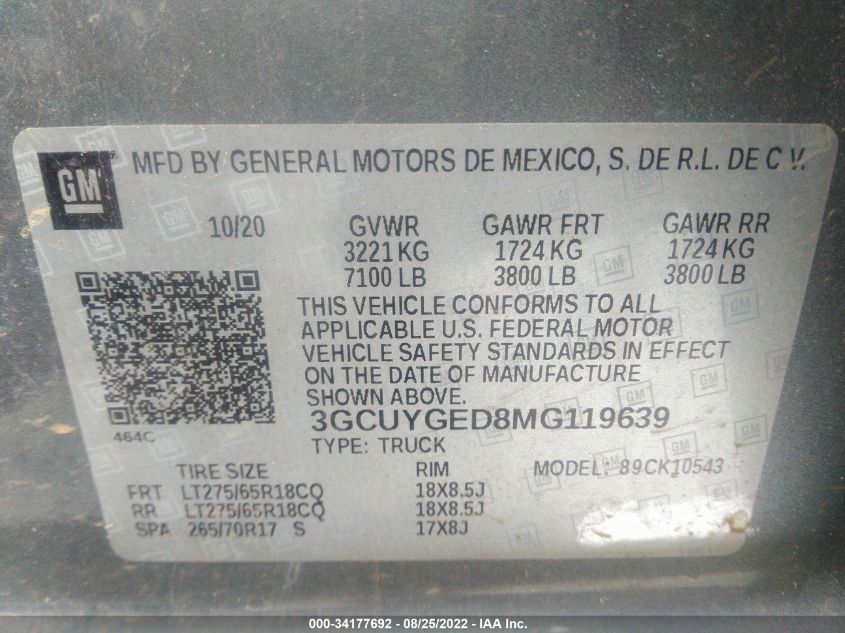 GM MFD BY GENERAL MOTORS DE MEXICO, S. DE R.L. DE C.V.
10/20 GVWR GAWR FRT GAWR RR
3221 KG 1724 KG 1724 KG
7100 LB 3800 LB 3800 LB
THIS VEHICLE CONFORMS TO ALL
APPLICABLE U.S. FEDERAL MOTOR
VEHICLE SAFETY STANDARDS IN EFFECT
ON THE DATE OF MANUFACTURE
SHOWN ABOVE.
3GCUYGED8MG119639
464C
TYPE: TRUCK
TIRE SIZE RIM MODEL: 89CK10543
FRT LT275/65R18CQ 18X8.5J
RR LT275/65R18CQ 18X8.5J
SPA 265/70R17 S 17X8J
000-34177692 - 08/25/2022 - IAA Inc.